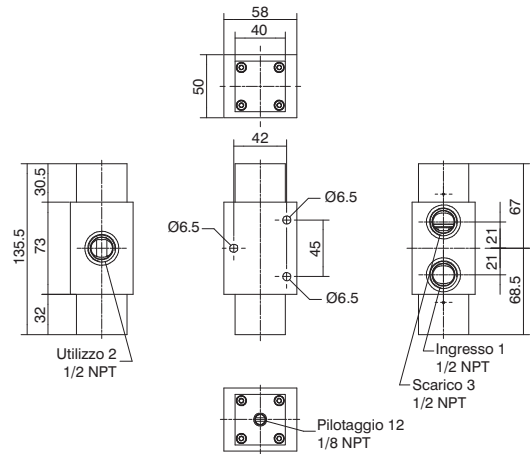 58
40
50
42
Ø6.5
Ø6.5
45
Ø6.5
135.5
30.5
73
32
Utilizzo 2
1/2 NPT
67
21
21
68.5
Ingresso 1
1/2 NPT
Scarico 3
1/2 NPT
Pilotaggio 12
1/8 NPT